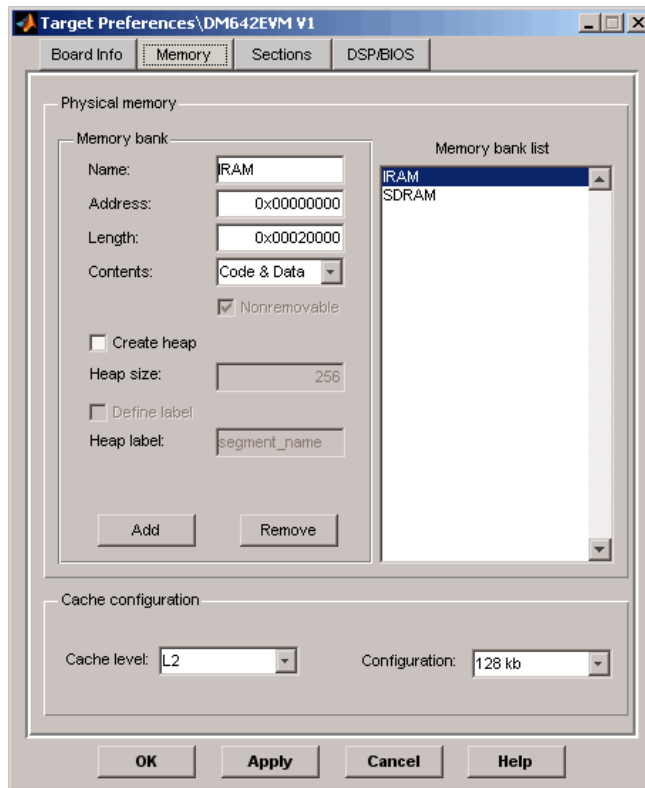 Target Preferences\DM642EVM V1
Board Info Memory Sections DSP/BIOS
Physical memory
Memory bank
Memory bank list
Name: IRAM
IRAM
SDRAM
Address: 0x00000000
Length: 0x00020000
Contents: Code & Data
Nonremovable
Create heap
Heap size: 256
Define label
Heap label: segment_name
Add Remove
Cache configuration
Cache level: L2 Configuration: 128 kb
OK Apply Cancel Help